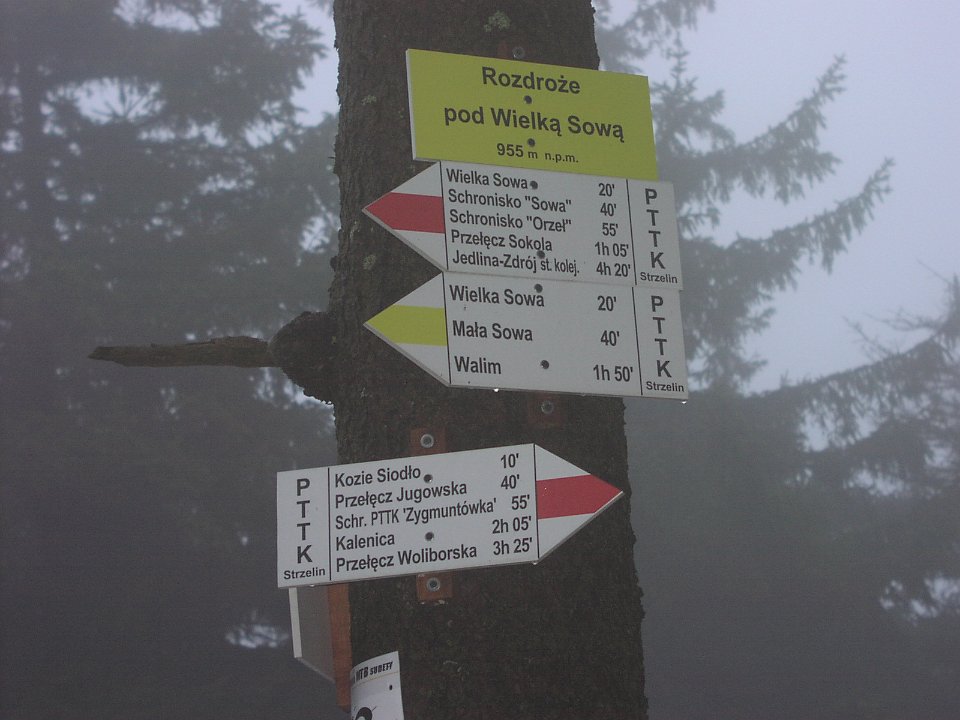 Rozdroże
pod Wielką Sową
955 m n.p.m.
Wielka Sowa 20'
Schronisko "Sowa" 40'
Schronisko "Orzeł" 55'
Przełęcz Sokola 1h 05'
Jedlina-Zdrój st. kolej. 4h 20'
PTTK
Strzelin
Wielka Sowa 20'
Mała Sowa 40'
Walim 1h 50'
PTTK
Strzelin
PTTK
Strzelin
Kozie Siodło 10'
Przełęcz Jugowska 40'
Schr. PTTK 'Zygmuntówka' 55'
Kalenica 2h 05'
Przełęcz Woliborska 3h 25'
MTB SUDETY